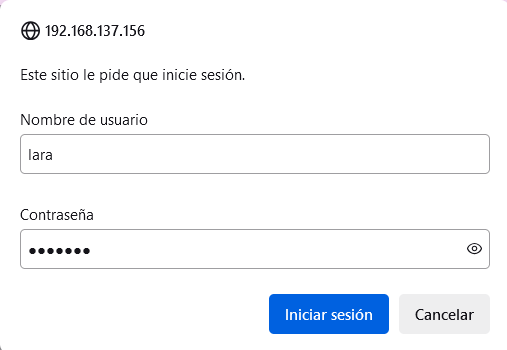 192.168.137.156
Este sitio le pide que inicie sesión.
Nombre de usuario
lara
Contraseña
●●●●●●●
Iniciar sesión Cancelar